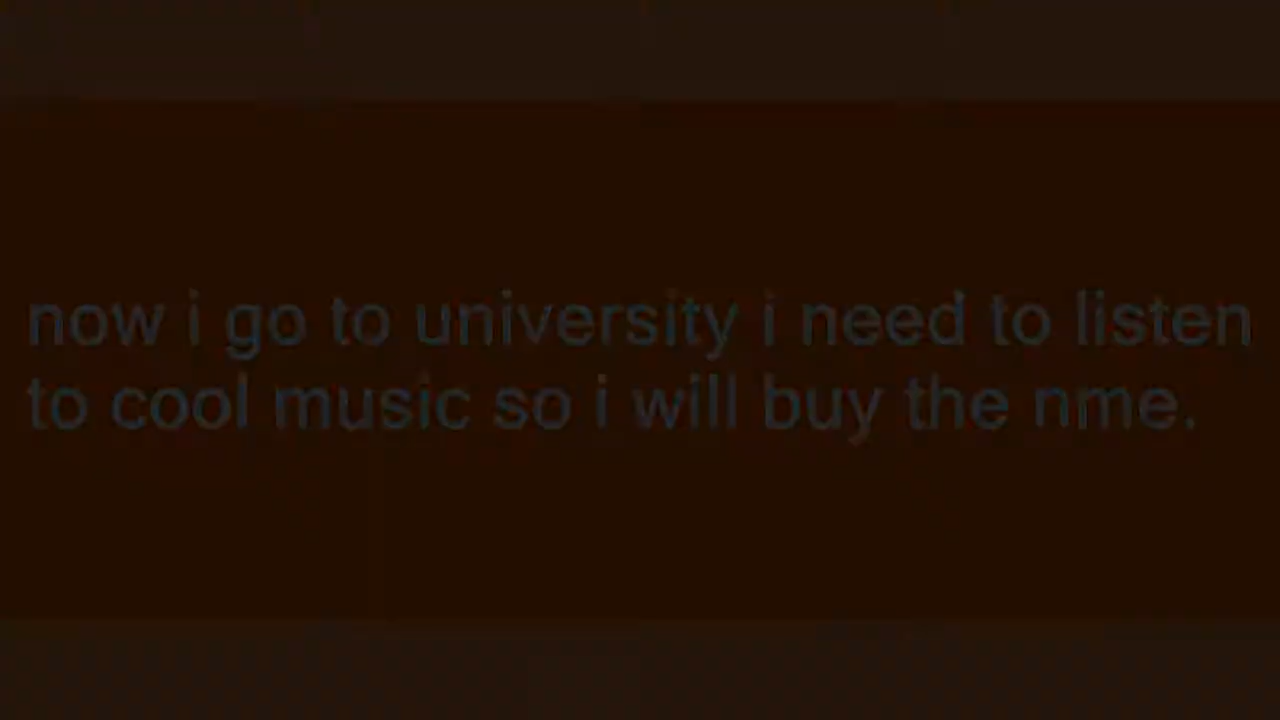 now i go to university i need to listen
to cool music so i will buy the nme.